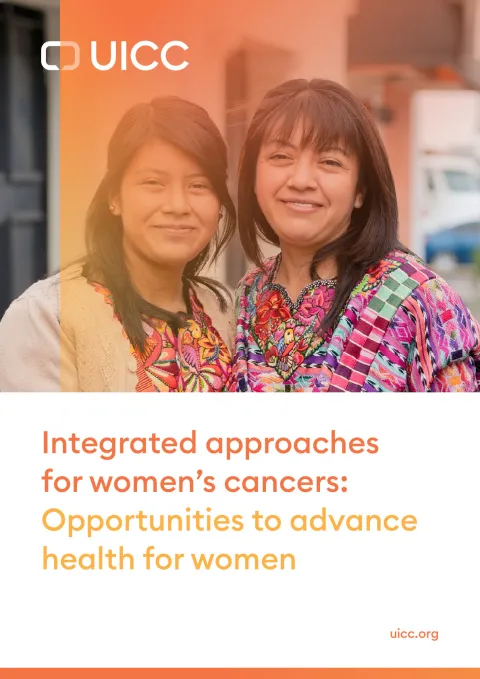 UICC
Integrated approaches
for women’s cancers:
Opportunities to advance
health for women
uicc.org